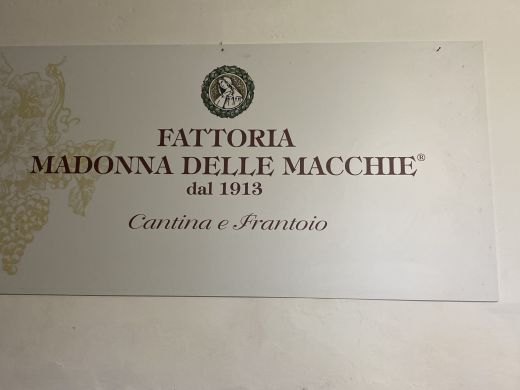 FATTORIA
MADONNA DELLE MACCHIE®
dal 1913
Cantina e Frantoio